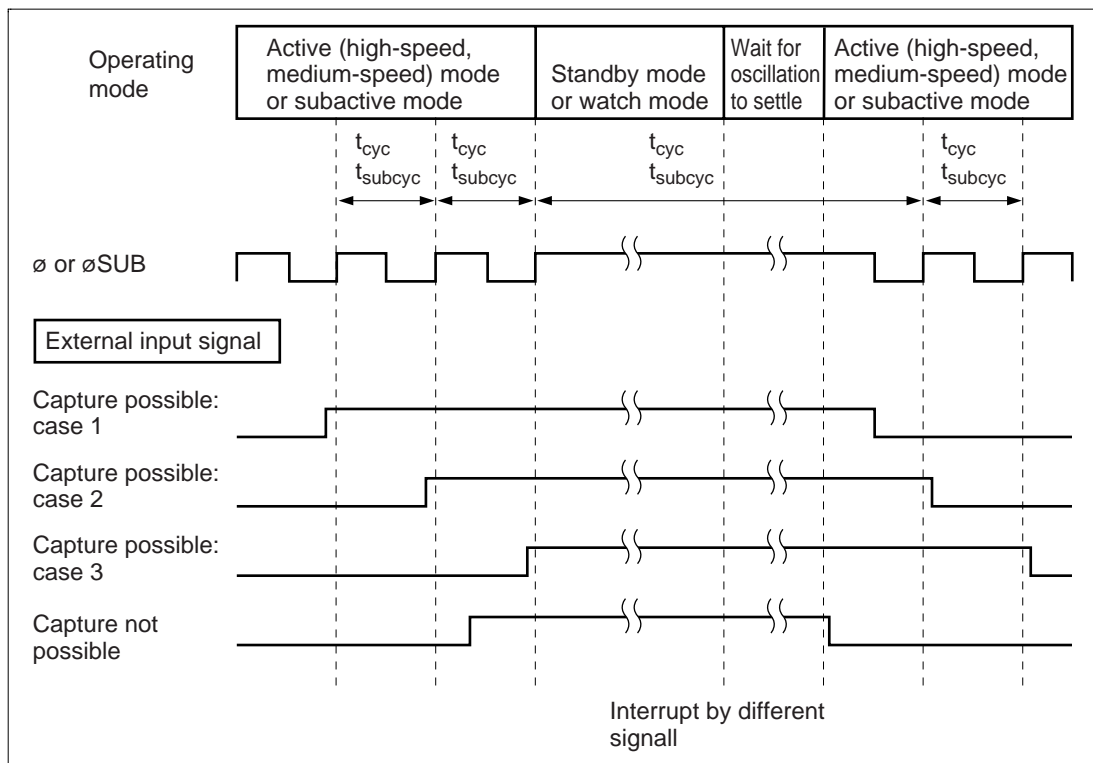 Operating
mode
Active (high-speed,
medium-speed) mode
or subactive mode
Standby mode
or watch mode
Wait for
oscillation
to settle
Active (high-speed,
medium-speed) mode
or subactive mode
tcyc
tsubcyc
tcyc
tsubcyc
tcyc
tsubcyc
tcyc
tsubcyc
ø or øSUB
External input signal
Capture possible:
case 1
Capture possible:
case 2
Capture possible:
case 3
Capture not
possible
Interrupt by different
signall